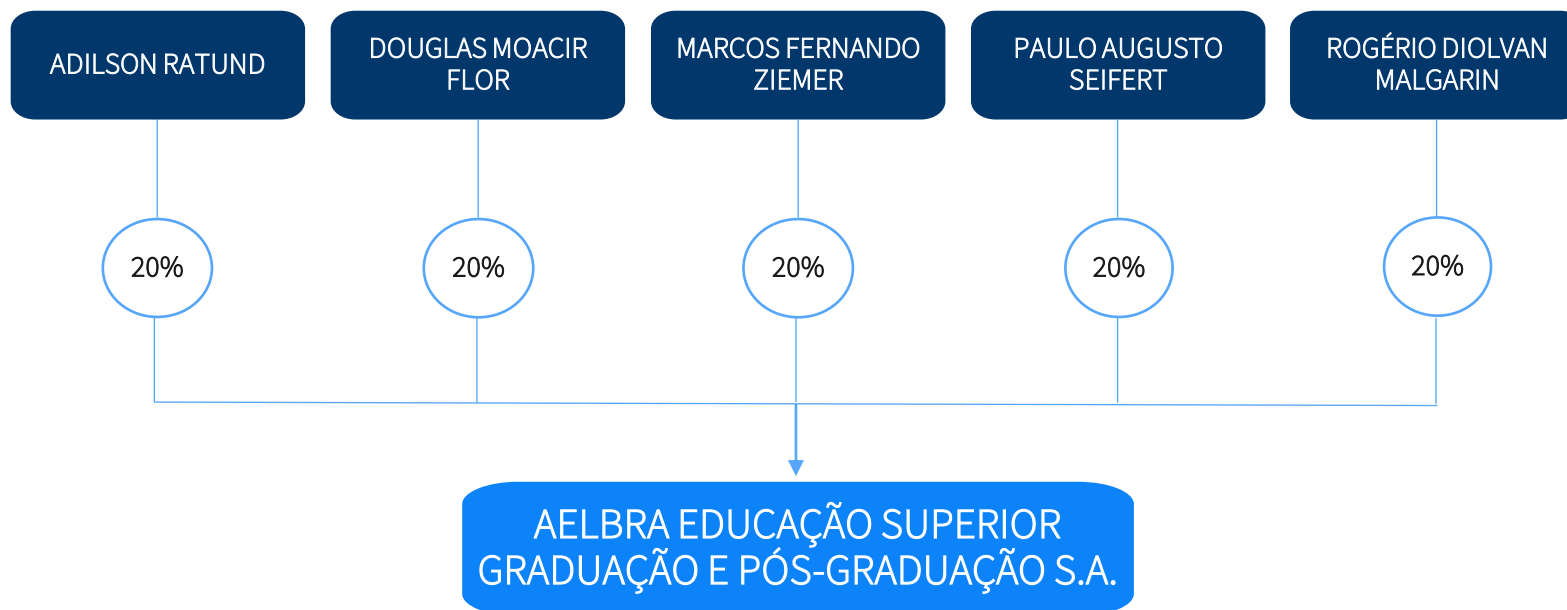 ADILSON RATUND
DOUGLAS MOACIR
FLOR
MARCOS FERNANDO
ZIEMER
PAULO AUGUSTO
SEIFERT
ROGÉRIO DIOLVAN
MALGARIN
20%
20%
20%
20%
20%
AELBRA EDUCAÇÃO SUPERIOR
GRADUAÇÃO E PÓS-GRADUAÇÃO S.A.